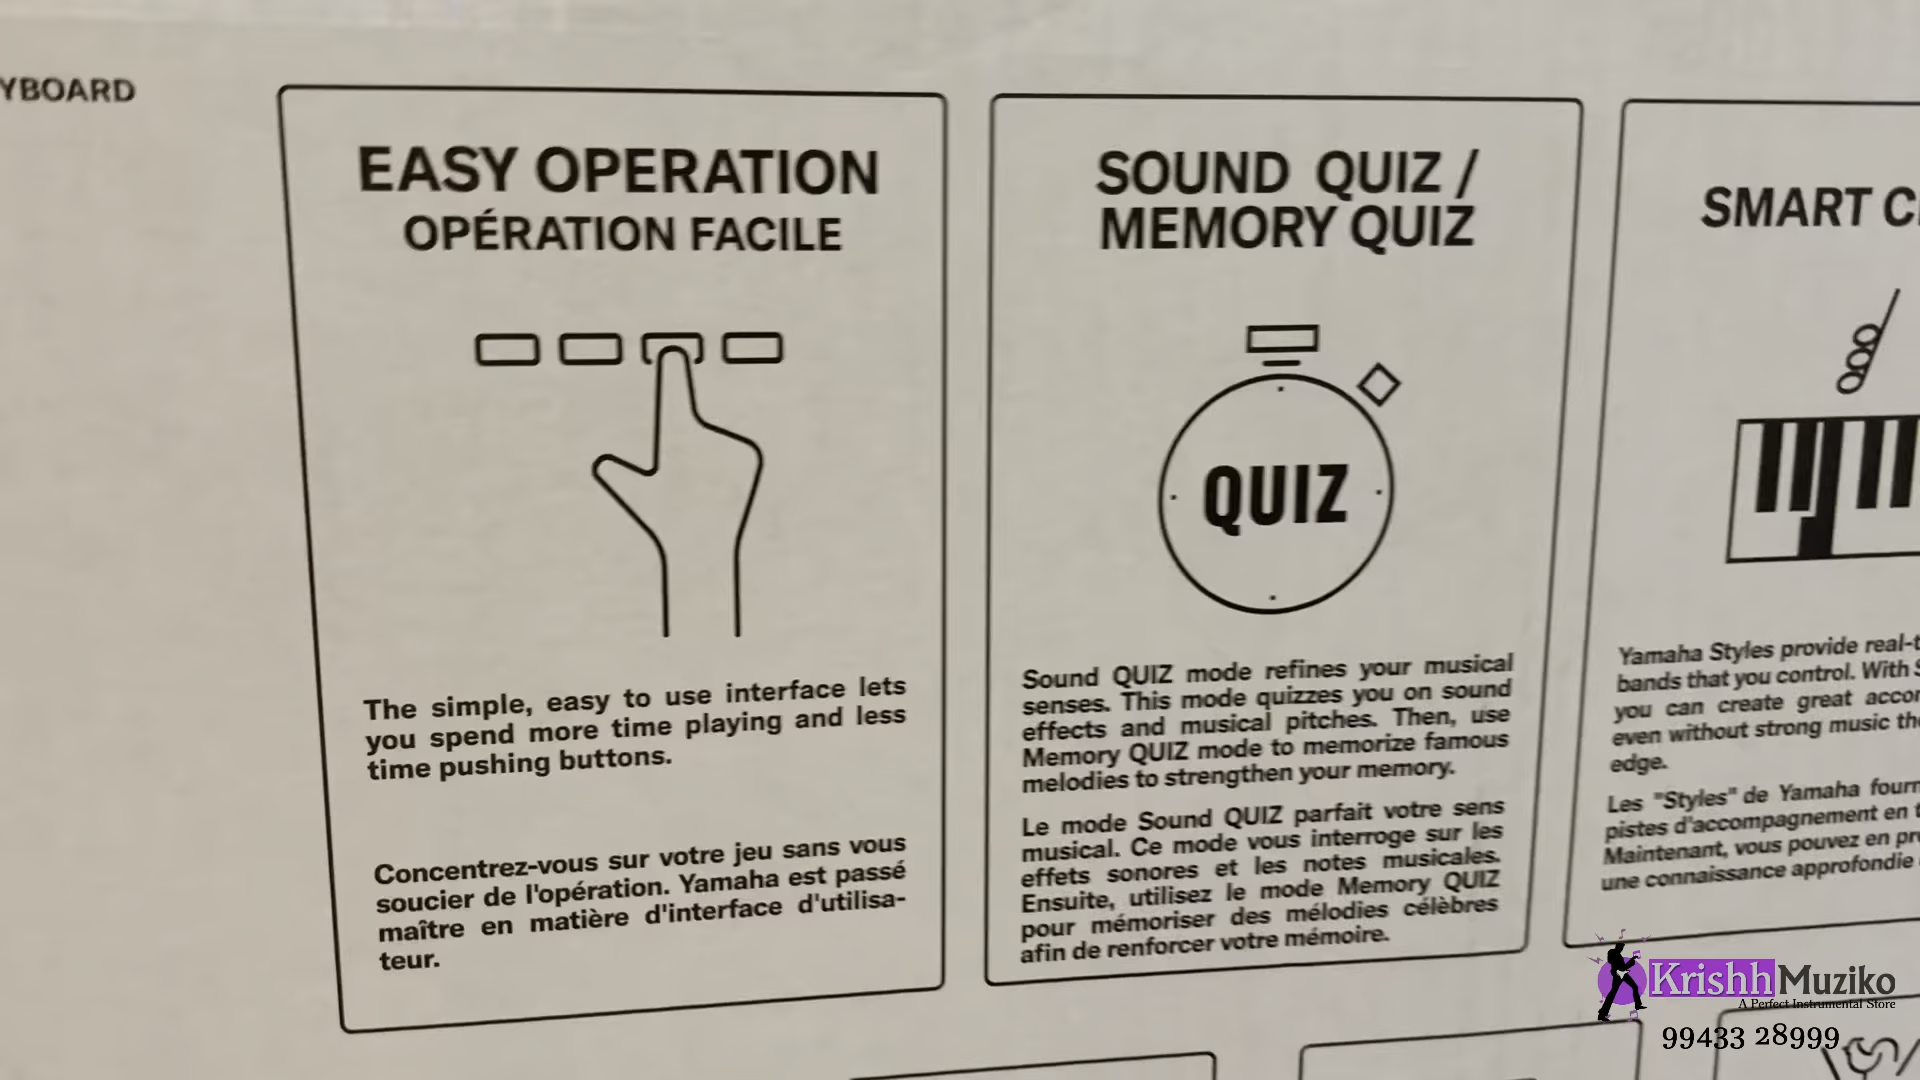 YBOARD
EASY OPERATION
OPÉRATION FACILE
The simple, easy to use interface lets
you spend more time playing and less
time pushing buttons.
Concentrez-vous sur votre jeu sans vous
soucier de l'opération. Yamaha est passé
maître en matière d'interface d'utilisa-
teur.
SOUND QUIZ /
MEMORY QUIZ
QUIZ
Sound QUIZ mode refines your musical
senses. This mode quizzes you on sound
effects and musical pitches. Then, use
Memory QUIZ mode to memorize famous
melodies to strengthen your memory.
Le mode Sound QUIZ parfait votre sens
musical. Ce mode vous interroge sur les
effets sonores et les notes musicales.
Ensuite, utilisez le mode Memory QUIZ
pour mémoriser des mélodies célèbres
afin de renforcer votre mémoire.
SMART C
Yamaha Styles provide real-t
bands that you control. With S
you can create great accor
even without strong music the
edge.
Les "Styles" de Yamaha fourn
pistes d'accompagnement en t
Maintenant, vous pouvez en pr
une connaissance approfondie
KrishhMuziko
A Perfect Instrumental Store
99433 28999